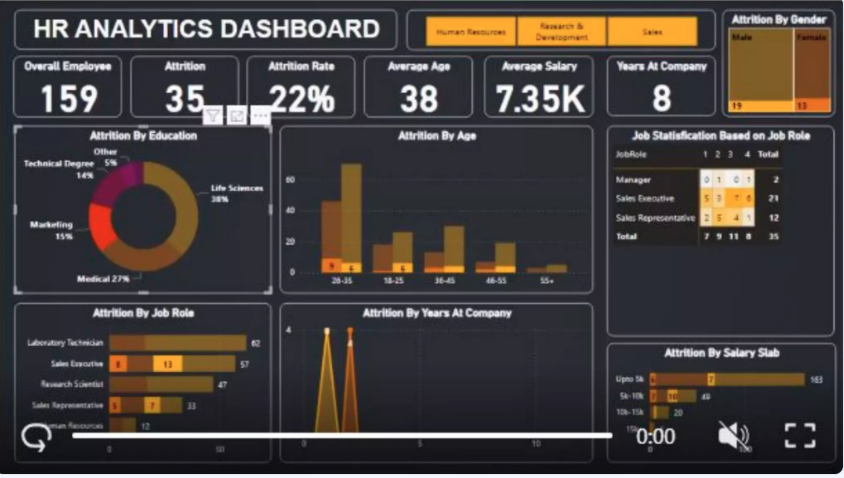 HR ANALYTICS DASHBOARD
Human Resources
Research &
Development
Sales
Attrition By Gender
Male
Female
19
13
Overall Employee
159
Attrition
35
Attrition Rate
22%
Average Age
38
Average Salary
7.35K
Years At Company
8
Attrition By Education
Other
5%
Technical Degree
14%
Life Sciences
38%
Marketing
15%
Medical 27%
Attrition By Age
60
40
20
0
9
6
6
26-35
18-25
36-45
46-55
55+
Job Statisfication Based on Job Role
JobRole 1 2 3 4 Total
Manager 0 1 0 1 2
Sales Executive 5 3 7 6 21
Sales Representative 2 5 4 1 12
Total 7 9 11 8 35
Attrition By Job Role
Laboratory Technician 62
Sales Executive 8 13 57
Research Scientist 47
Sales Representative 5 7 33
Human Resources 12
0 50
Attrition By Years At Company
4
0 5 10
Attrition By Salary Slab
Upto 5k 7 163
5k-10k 10 49
10k-15k 20
0
0:00